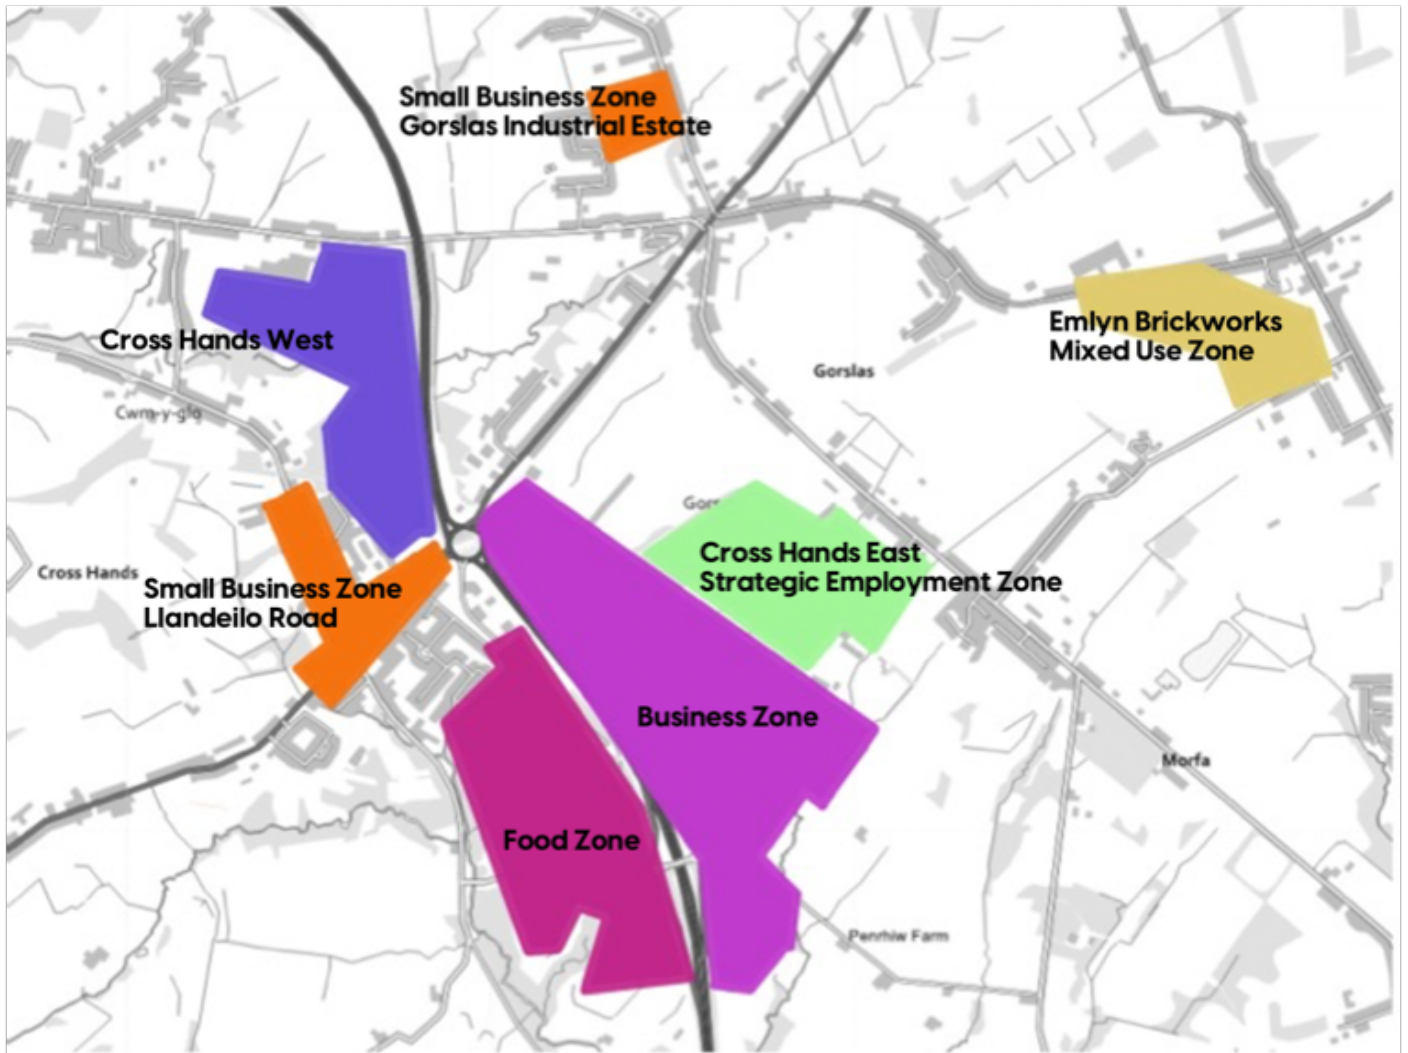 Small Business Zone
Gorslas Industrial Estate
Emlyn Brickworks
Mixed Use Zone
Cross Hands West
Gorslas
Cwm-y-glo
Cross Hands East
Strategic Employment Zone
Cross Hands
Small Business Zone
Llandeilo Road
Business Zone
Morfa
Food Zone
Penrhiw Farm